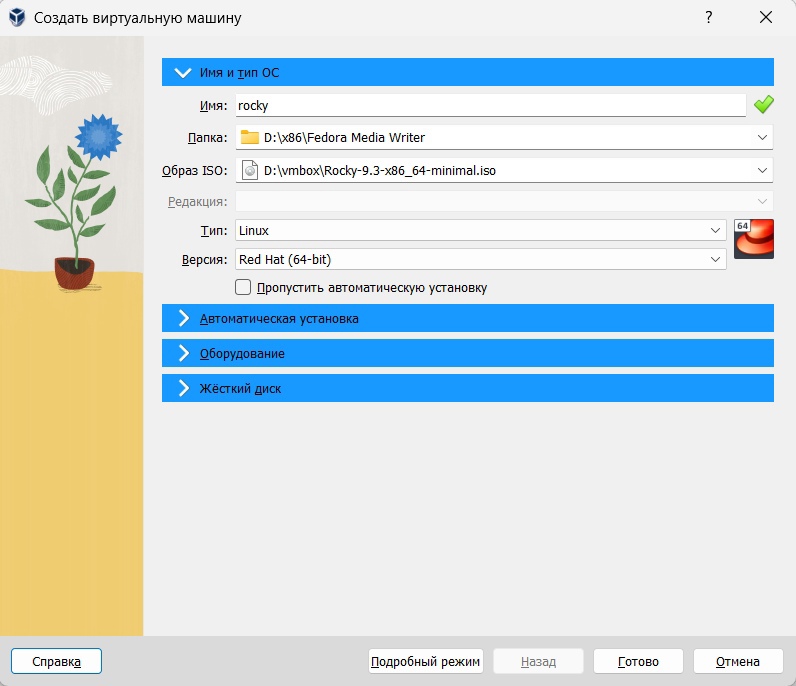 Создать виртуальную машину ?
Имя и тип ОС
Имя: rocky
Папка: D:\x86\Fedora Media Writer
Образ ISO: D:\vmbox\Rocky-9.3-x86_64-minimal.iso
Редакция:
Тип: Linux
64
Версия: Red Hat (64-bit)
Пропустить автоматическую установку
Автоматическая установка
Оборудование
Жёсткий диск
Справка Подробный режим Назад Готово Отмена